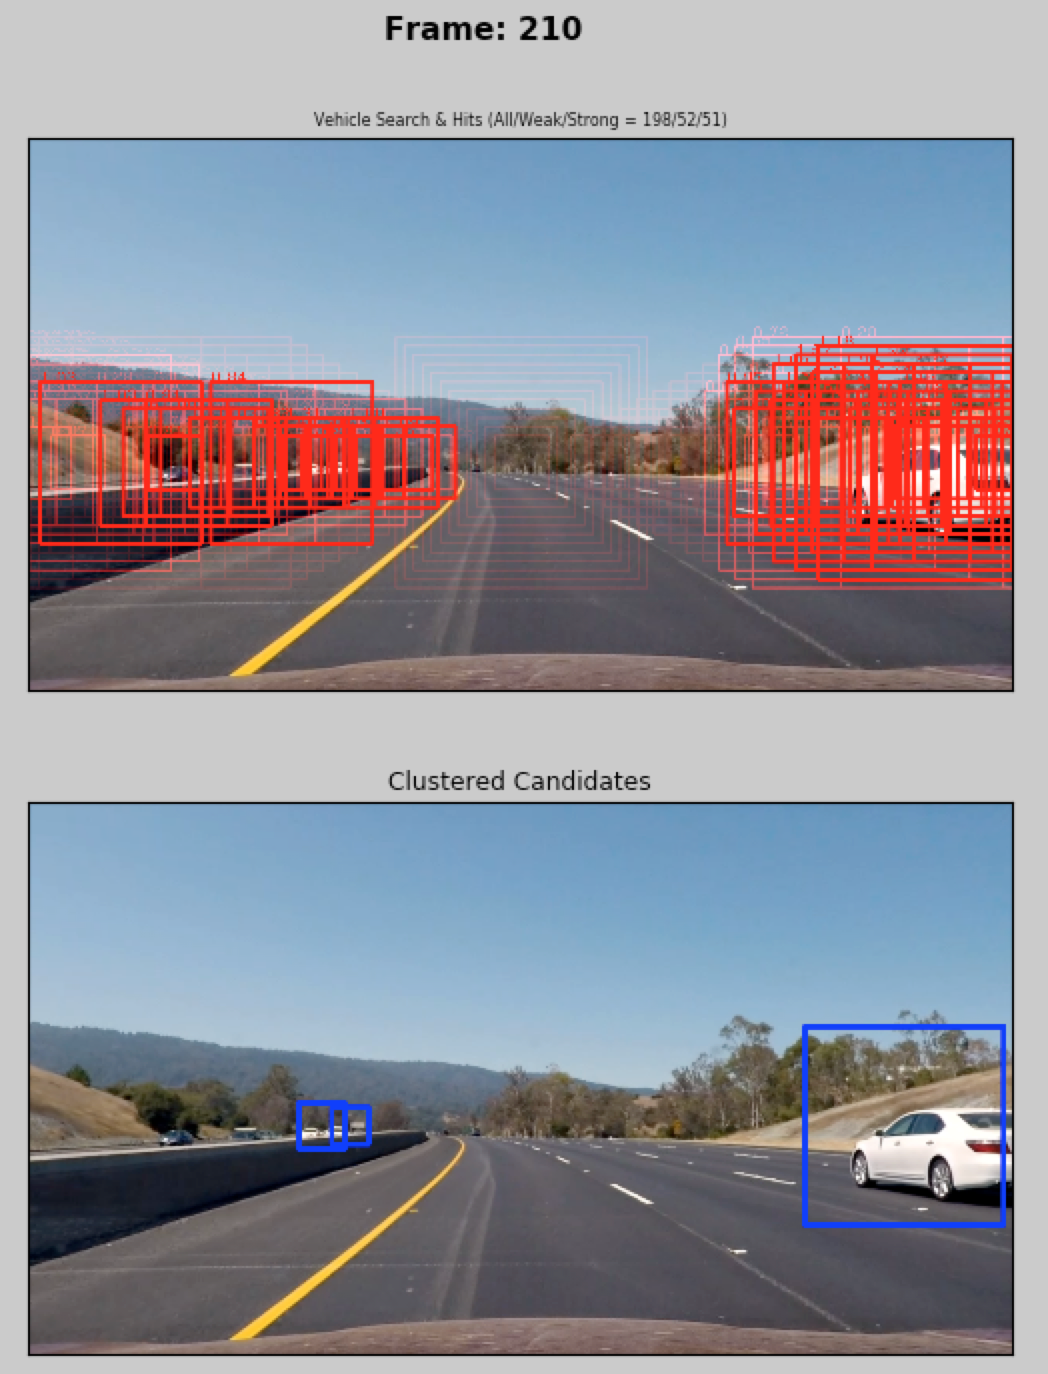 Frame: 210
Vehicle Search & Hits (All/Weak/Strong = 198/52/51)
Clustered Candidates